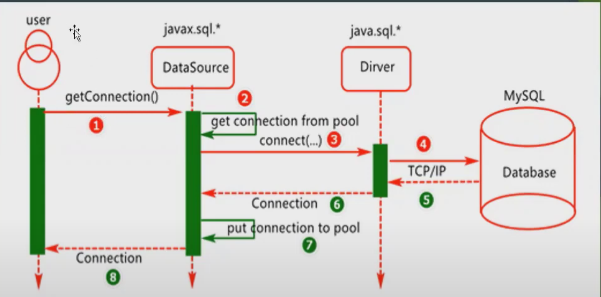 user
javax.sql.*
java.sql.*
DataSource
Dirver
MySQL
getConnection()
1
2
get connection from pool
connect(...) 3
4
TCP/IP
5
Database
Connection 6
put connection to pool
7
Connection
8